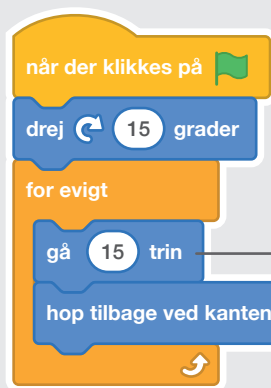 når der klikkes på
drej 15 grader
for evigt
gå 15 trin
hop tilbage ved kanten